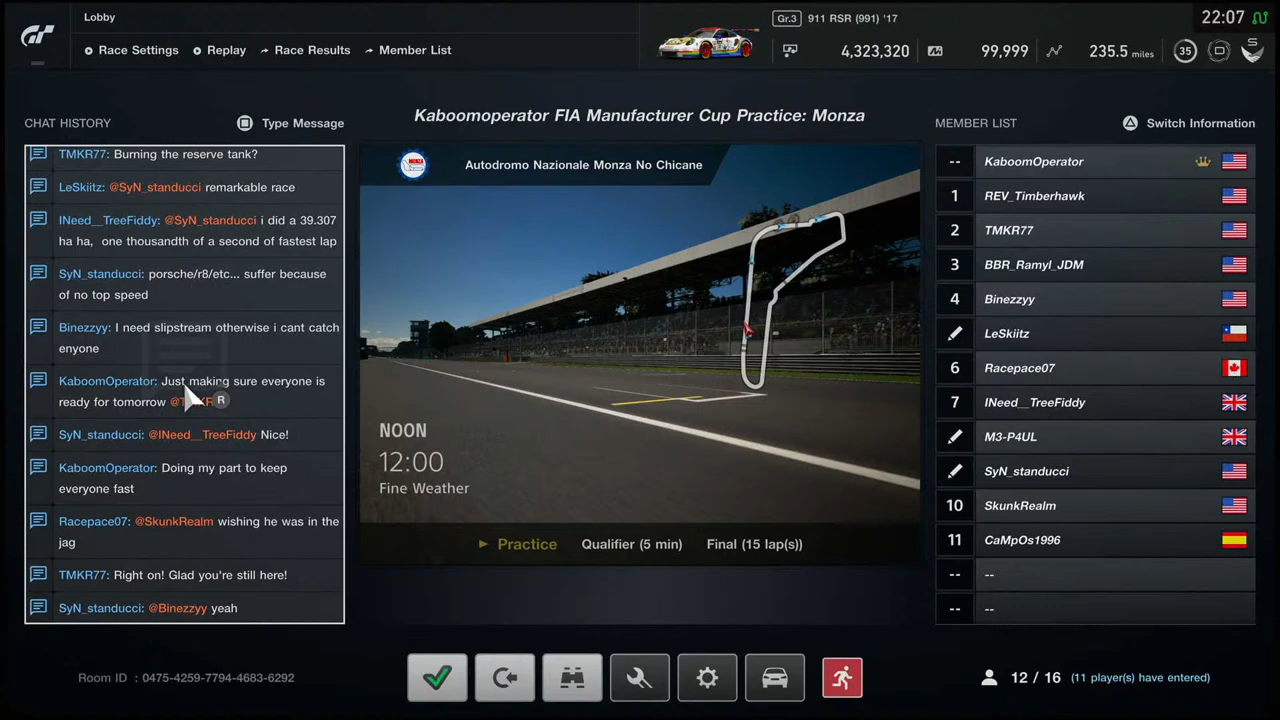 Lobby
Race Settings
Replay
Race Results
Member List
Gr.3
911 RSR (991) '17
22:07
4,323,320
99,999
235.5 miles
35
S
CHAT HISTORY
Type Message
TMKR77: Burning the reserve tank?
LeSkiitz: @SyN_standucci remarkable race
INeed__TreeFiddy: @SyN_standucci i did a 39.307
ha ha, one thousandth of a second of fastest lap
SyN_standucci: porsche/r8/etc... suffer because
of no top speed
Binezzyy: I need slipstream otherwise i cant catch
enyone
KaboomOperator: Just making sure everyone is
ready for tomorrow
R
SyN_standucci: @INeed__TreeFiddy Nice!
KaboomOperator: Doing my part to keep
everyone fast
Racepace07: @SkunkRealm wishing he was in the
jag
TMKR77: Right on! Glad you're still here!
SyN_standucci: @Binezzyy yeah
Kaboomoperator FIA Manufacturer Cup Practice: Monza
MONZA
Autodromo Nazionale Monza No Chicane
NOON
12:00
Fine Weather
Practice
Qualifier (5 min)
Final (15 lap(s))
MEMBER LIST
Switch Information
-- KaboomOperator
1 REV_Timberhawk
2 TMKR77
3 BBR_Ramyl_JDM
4 Binezzyy
LeSkiitz
6 Racepace07
7 INeed__TreeFiddy
M3-P4UL
SyN_standucci
10 SkunkRealm
11 CaMpOs1996
-- --
-- --
Room ID : 0475-4259-7794-4683-6292
12 / 16 (11 player(s) have entered)